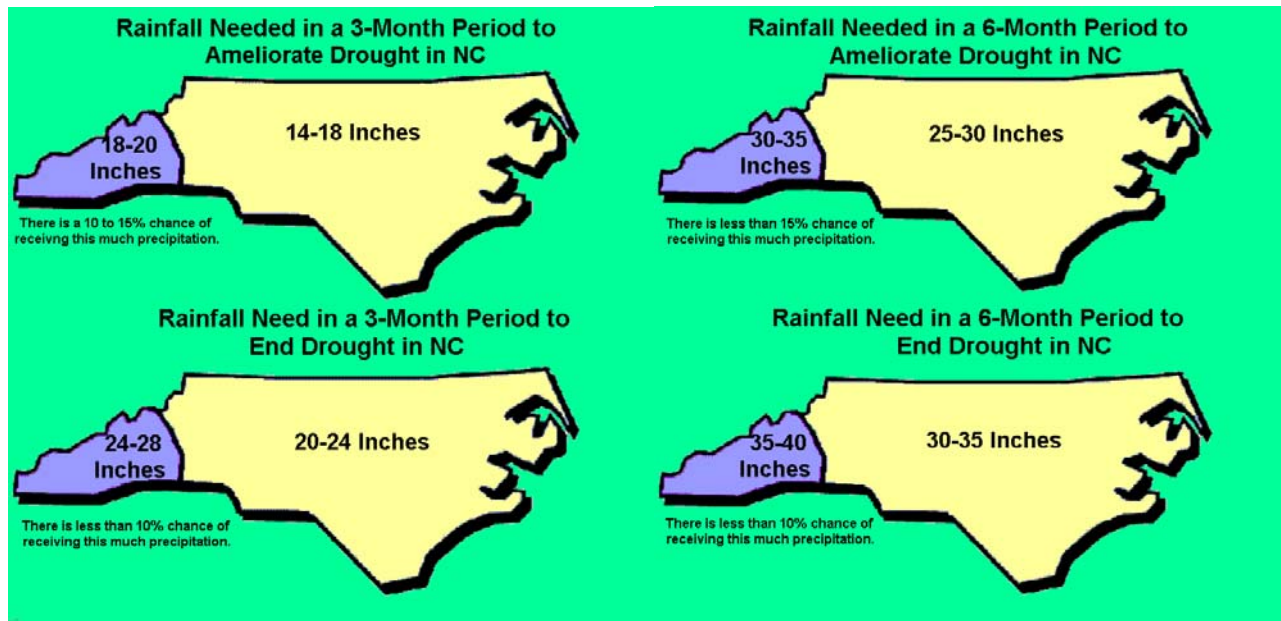 Rainfall Needed in a 3-Month Period to
Ameliorate Drought in NC
18-20
Inches
14-18 Inches
There is a 10 to 15% chance of
receivng this much precipitation.
Rainfall Needed in a 6-Month Period to
Ameliorate Drought in NC
30-35
Inches
25-30 Inches
There is less than 15% chance of
receiving this much precipitation.
Rainfall Need in a 3-Month Period to
End Drought in NC
24-28
Inches
20-24 Inches
There is less than 10% chance of
receiving this much precipitation.
Rainfall Need in a 6-Month Period to
End Drought in NC
35-40
Inches
30-35 Inches
There is less than 10% chance of
receiving this much precipitation.